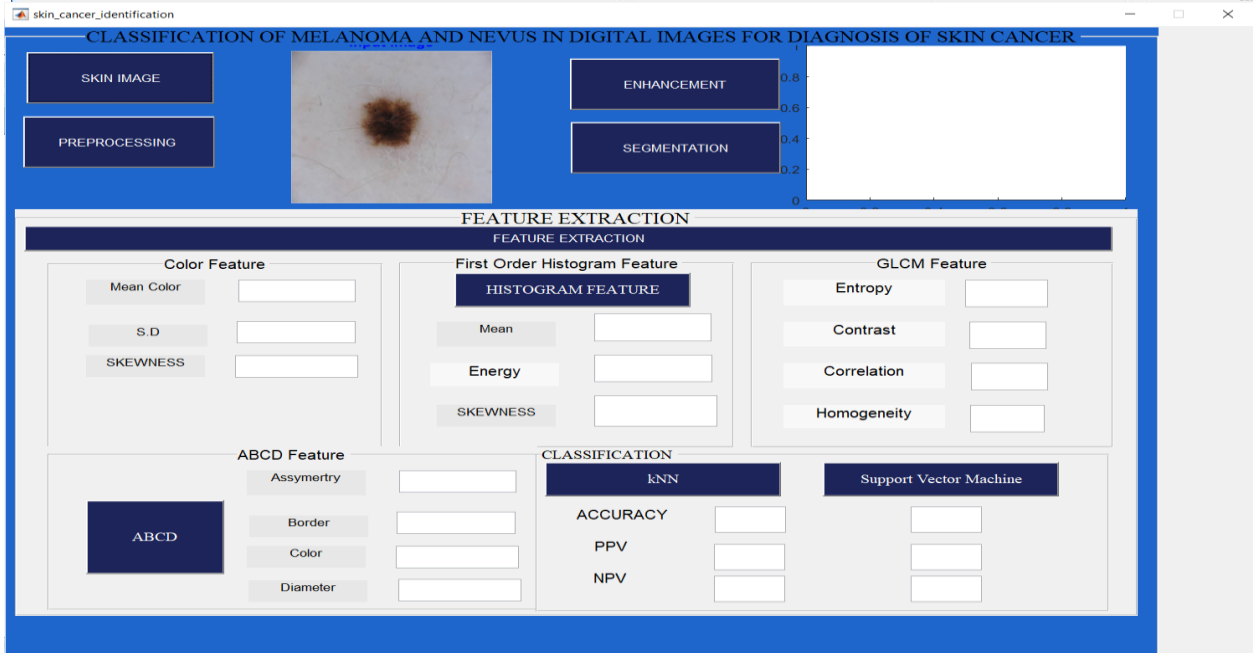 skin_cancer_identification
CLASSIFICATION OF MELANOMA AND NEVUS IN DIGITAL IMAGES FOR DIAGNOSIS OF SKIN CANCER
input image
SKIN IMAGE
PREPROCESSING
ENHANCEMENT
SEGMENTATION
1
0.8
0.6
0.4
0.2
0
FEATURE EXTRACTION
FEATURE EXTRACTION
Color Feature
Mean Color
S.D
SKEWNESS
First Order Histogram Feature
HISTOGRAM FEATURE
Mean
Energy
SKEWNESS
GLCM Feature
Entropy
Contrast
Correlation
Homogeneity
ABCD Feature
ABCD
Assymertry
Border
Color
Diameter
CLASSIFICATION
kNN
Support Vector Machine
ACCURACY
PPV
NPV